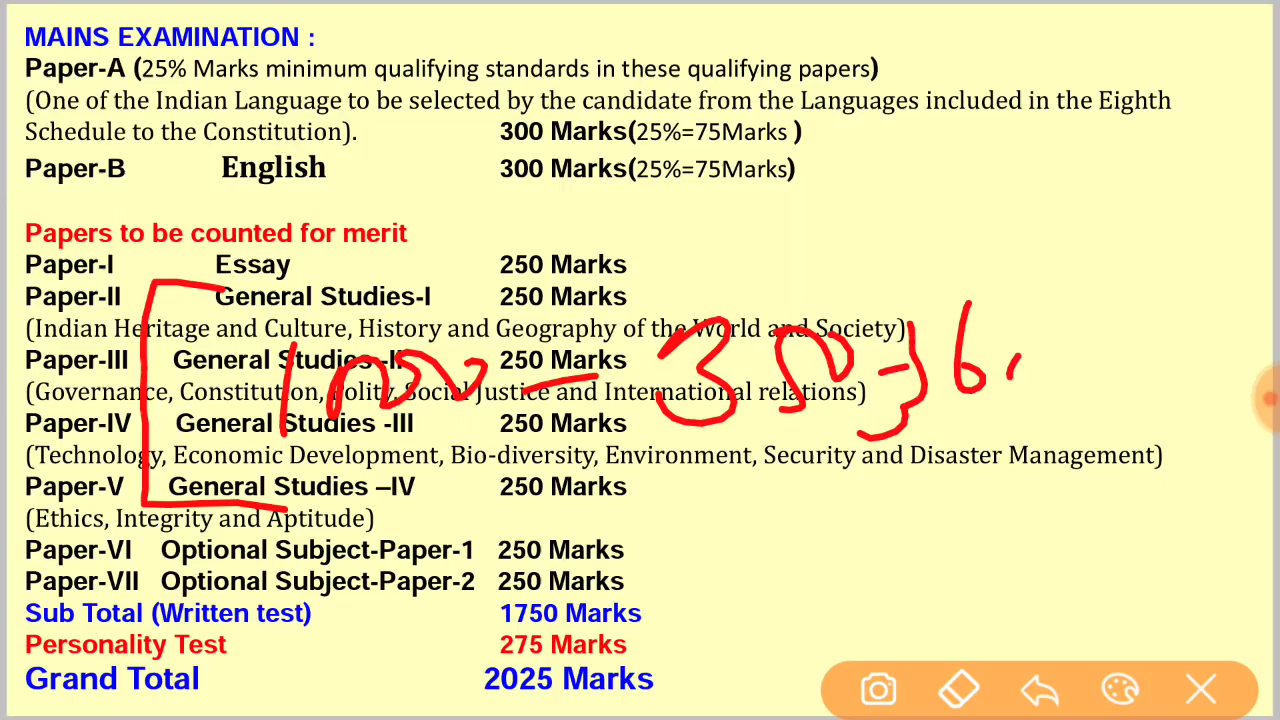 MAINS EXAMINATION :
Paper-A (25% Marks minimum qualifying standards in these qualifying papers)
(One of the Indian Language to be selected by the candidate from the Languages included in the Eighth
Schedule to the Constitution). 300 Marks(25%=75Marks )
Paper-B English 300 Marks(25%=75Marks)
Papers to be counted for merit
Paper-I Essay 250 Marks
Paper-II General Studies-I 250 Marks
(Indian Heritage and Culture, History and Geography of the World and Society)
Paper-III General Studies -II 250 Marks
1000 - 350 -
(Governance, Constitution, Polity, Social Justice and International relations)
Paper-IV General Studies -III 250 Marks
(Technology, Economic Development, Bio-diversity, Environment, Security and Disaster Management)
Paper-V General Studies –IV 250 Marks
(Ethics, Integrity and Aptitude)
Paper-VI Optional Subject-Paper-1 250 Marks
Paper-VII Optional Subject-Paper-2 250 Marks
Sub Total (Written test) 1750 Marks
Personality Test 275 Marks
Grand Total 2025 Marks